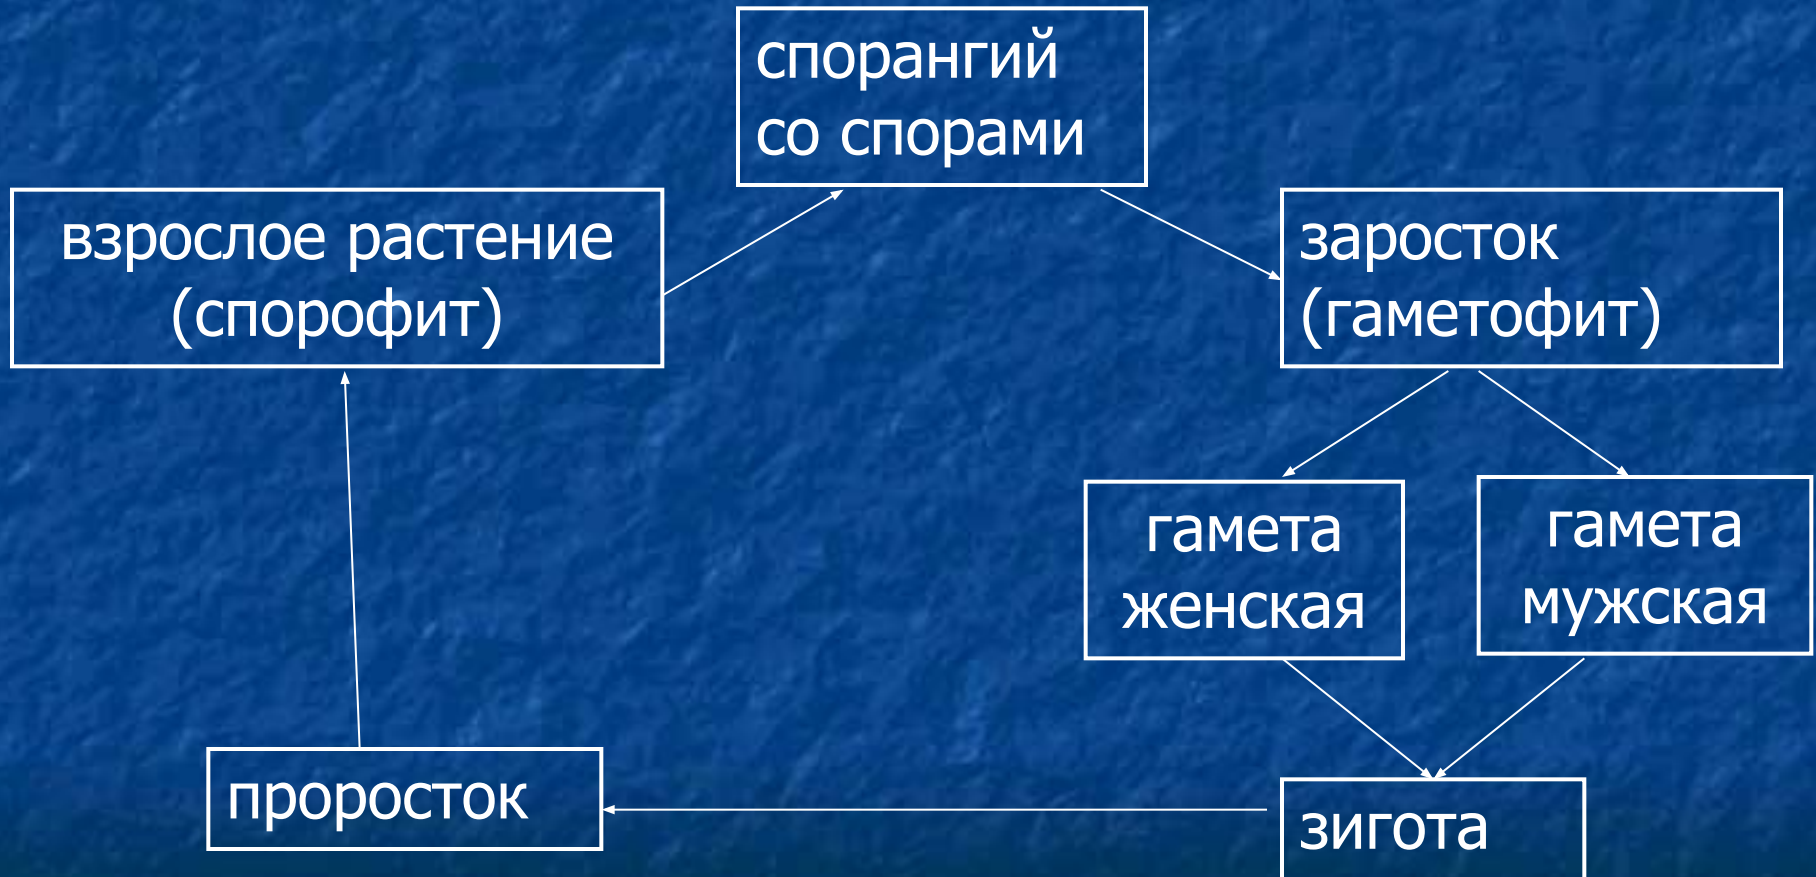 спорангий
со спорами
взрослое растение
(спорофит)
заросток
(гаметофит)
гамета
женская
гамета
мужская
проросток
зигота